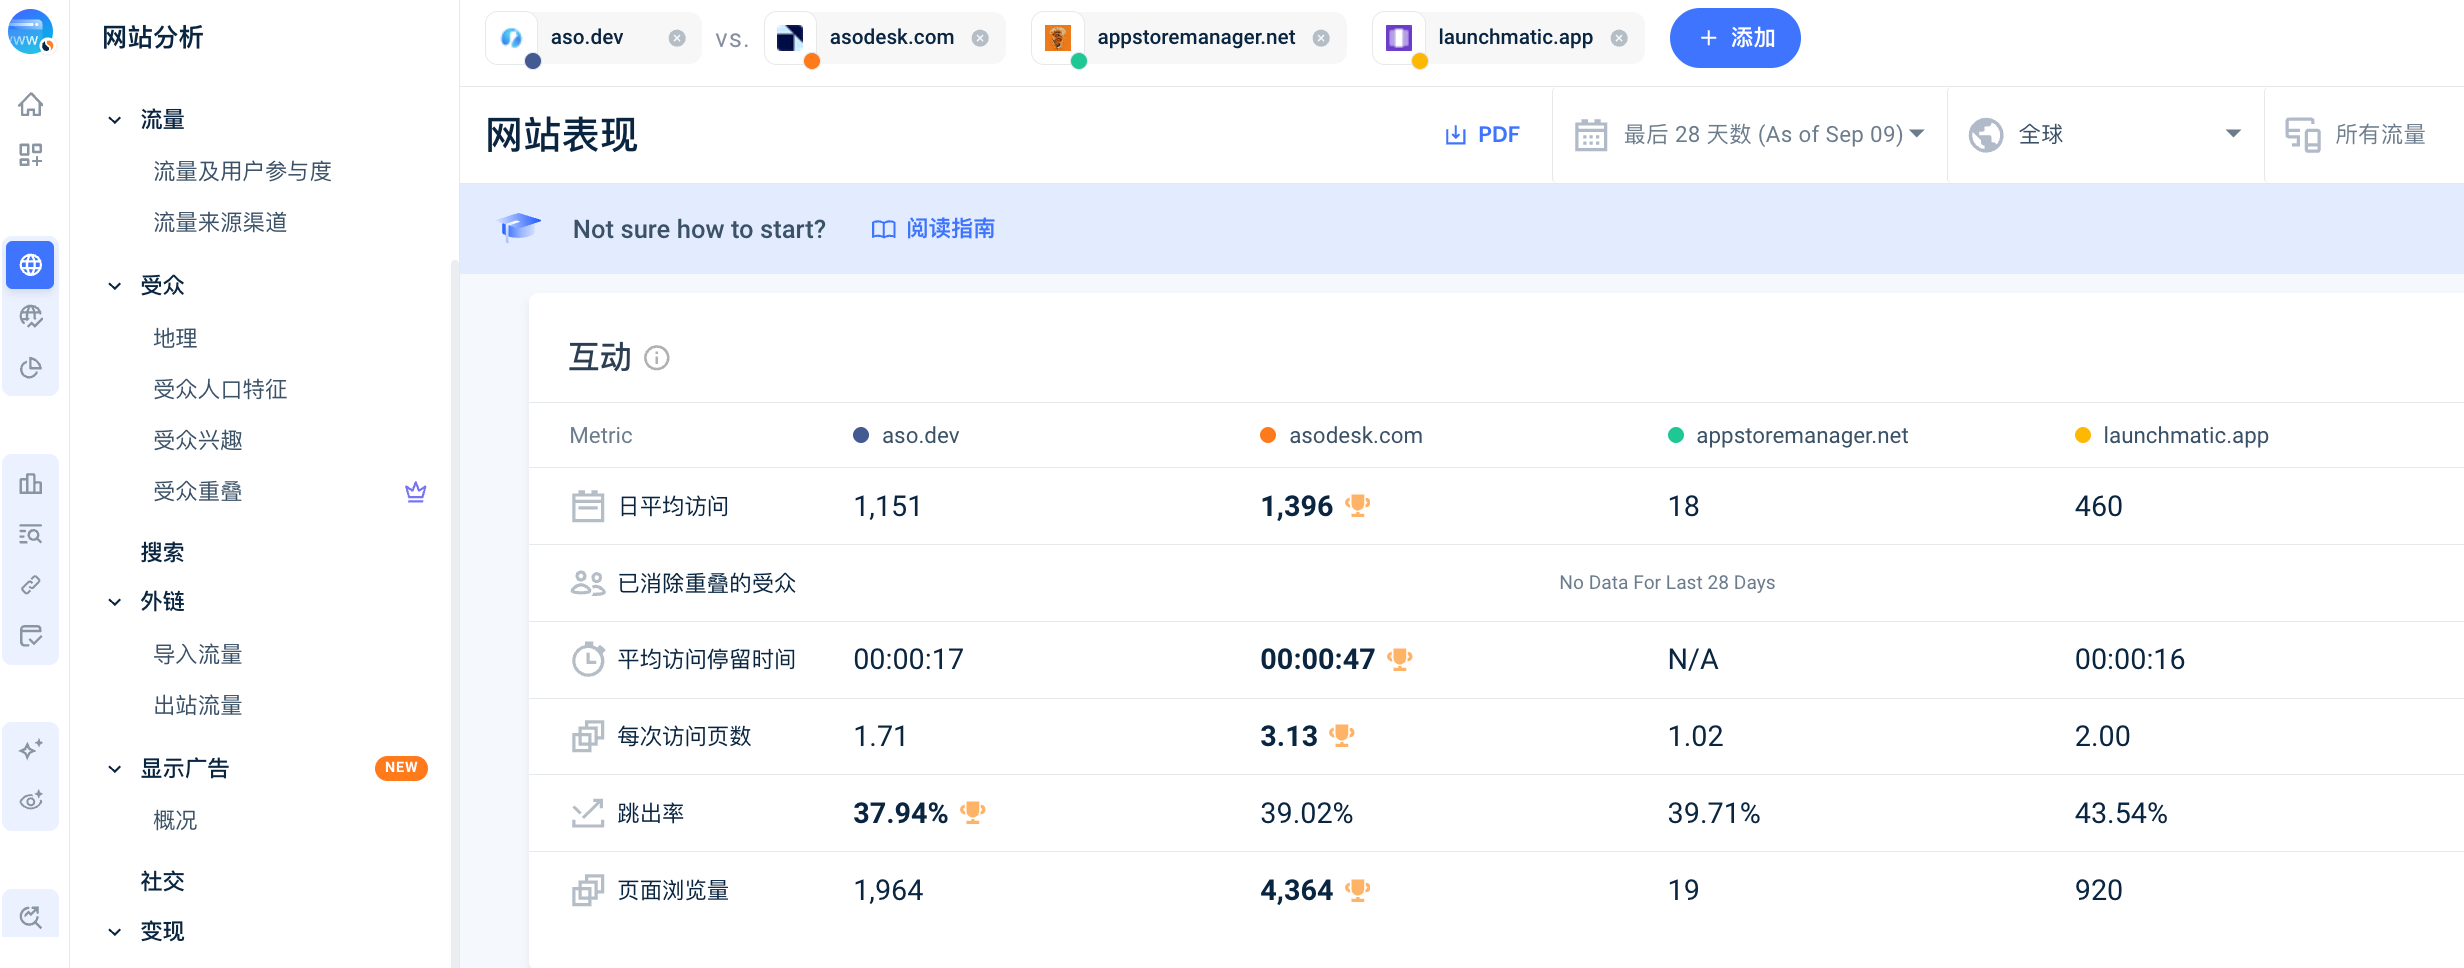 网站分析
流量
流量及用户参与度
流量来源渠道
受众
地理
受众人口特征
受众兴趣
受众重叠
搜索
外链
导入流量
出站流量
显示广告 NEW
概况
社交
变现
WW
aso.dev vs. asodesk.com appstoremanager.net launchmatic.app + 添加
网站表现 PDF 最后 28 天数 (As of Sep 09) 全球 所有流量
Not sure how to start? 阅读指南
互动
Metric aso.dev asodesk.com appstoremanager.net launchmatic.app
日平均访问 1,151 1,396 18 460
已消除重叠的受众 No Data For Last 28 Days
平均访问停留时间 00:00:17 00:00:47 N/A 00:00:16
每次访问页数 1.71 3.13 1.02 2.00
跳出率 37.94% 39.02% 39.71% 43.54%
页面浏览量 1,964 4,364 19 920